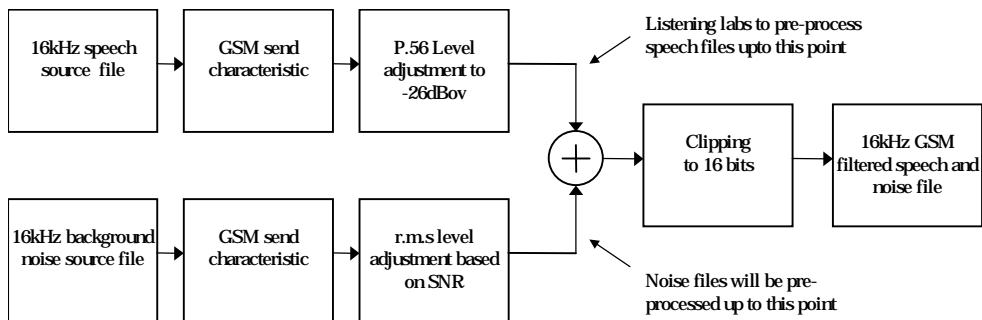 16kHz speech
source file
GSM send
characteristic
P.56 Level
adjustment to
-26dBov
Listening labs to pre-process
speech files upto this point
+
Clipping
to 16 bits
16kHz GSM
filtered speech and
noise file
16kHz background
noise source file
GSM send
characteristic
r.m.s level
adjustment based
on SNR
Noise files will be pre-
processed up to this point